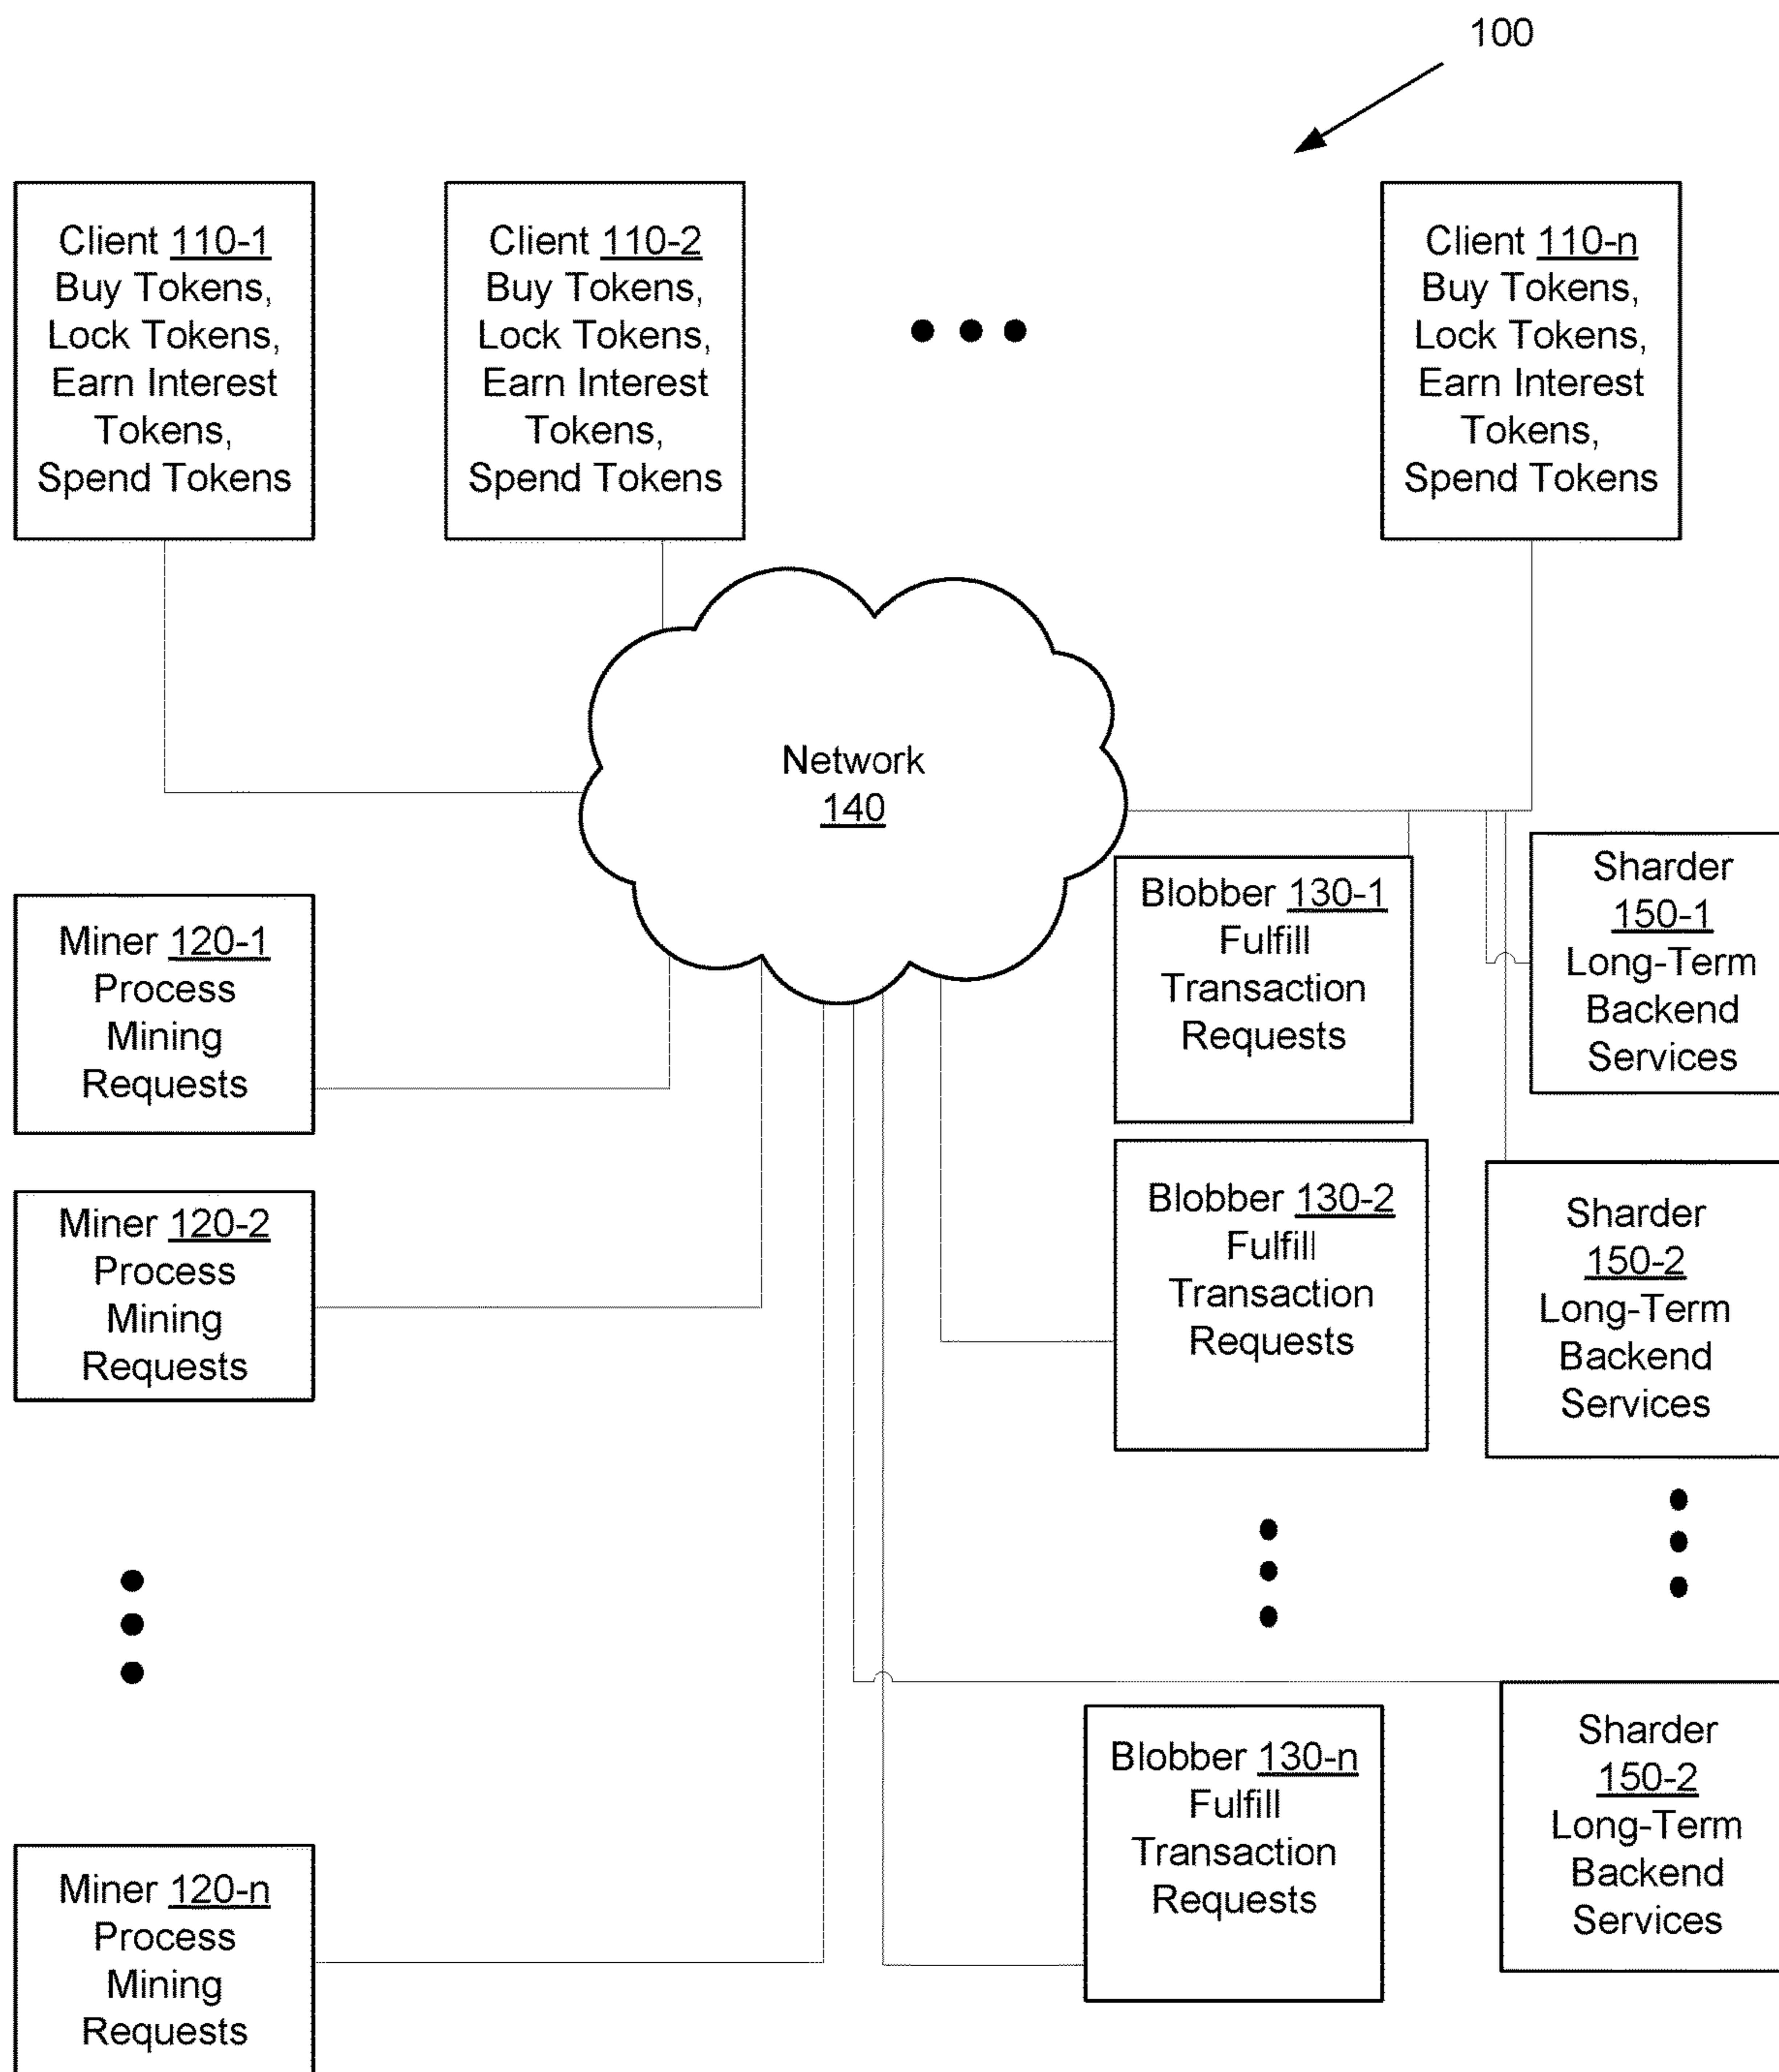 100
Client 110-1
Buy Tokens,
Lock Tokens,
Earn Interest
Tokens,
Spend Tokens
Client 110-2
Buy Tokens,
Lock Tokens,
Earn Interest
Tokens,
Spend Tokens
Client 110-n
Buy Tokens,
Lock Tokens,
Earn Interest
Tokens,
Spend Tokens
Network
140
Miner 120-1
Process
Mining
Requests
Blobber 130-1
Fulfill
Transaction
Requests
Sharder
150-1
Long-Term
Backend
Services
Miner 120-2
Process
Mining
Requests
Blobber 130-2
Fulfill
Transaction
Requests
Sharder
150-2
Long-Term
Backend
Services
Miner 120-n
Process
Mining
Requests
Blobber 130-n
Fulfill
Transaction
Requests
Sharder
150-2
Long-Term
Backend
Services